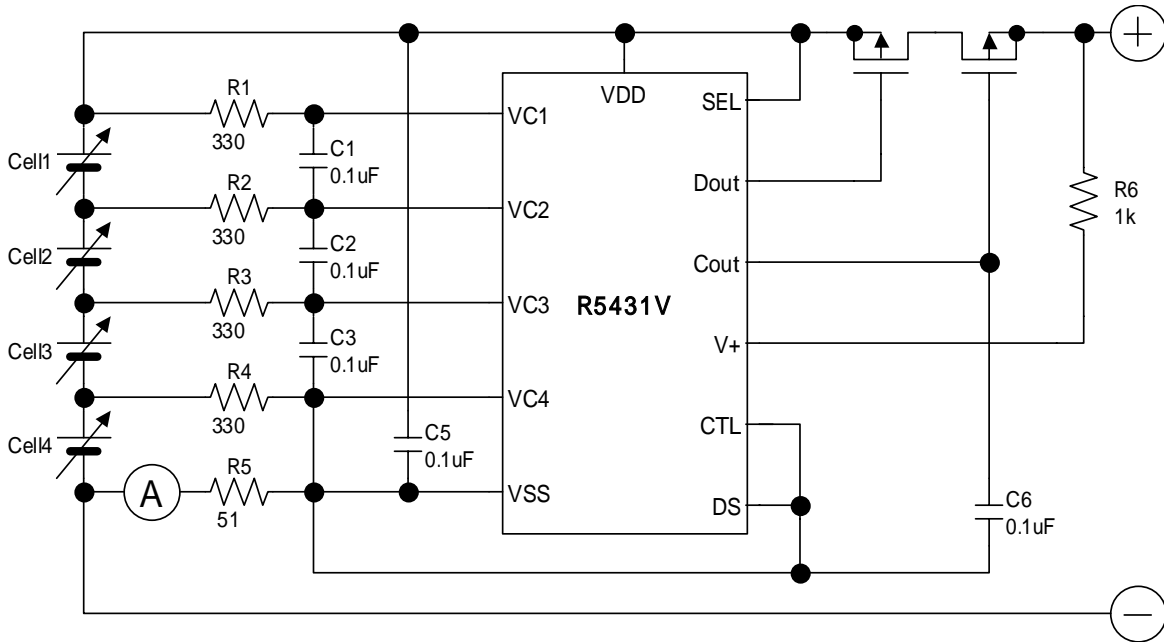 VDD
SEL
R1
330
VC1
Cell1
C1
0.1uF
Dout
R2
330
VC2
R6
1k
Cell2
C2
0.1uF
Cout
R3
330
VC3
R5431V
Cell3
C3
0.1uF
V+
R4
330
VC4
CTL
Cell4
C5
0.1uF
A
R5
51
VSS
DS
C6
0.1uF
+
−